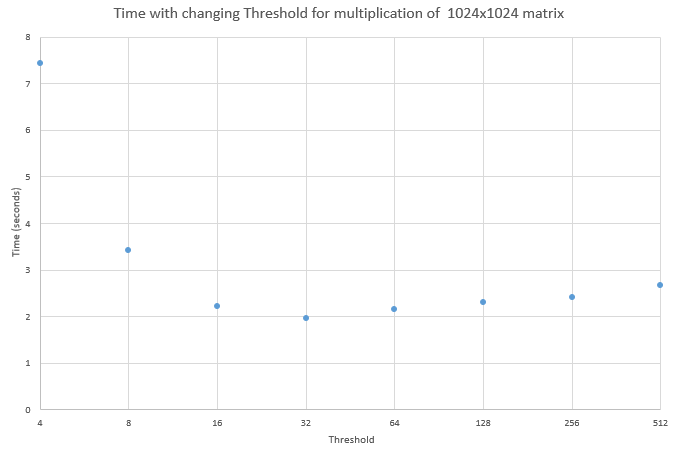 Time with changing Threshold for multiplication of 1024x1024 matrix
8
7
6
5
4
3
2
1
0
Time (seconds)
4 8 16 32 64 128 256 512
Threshold